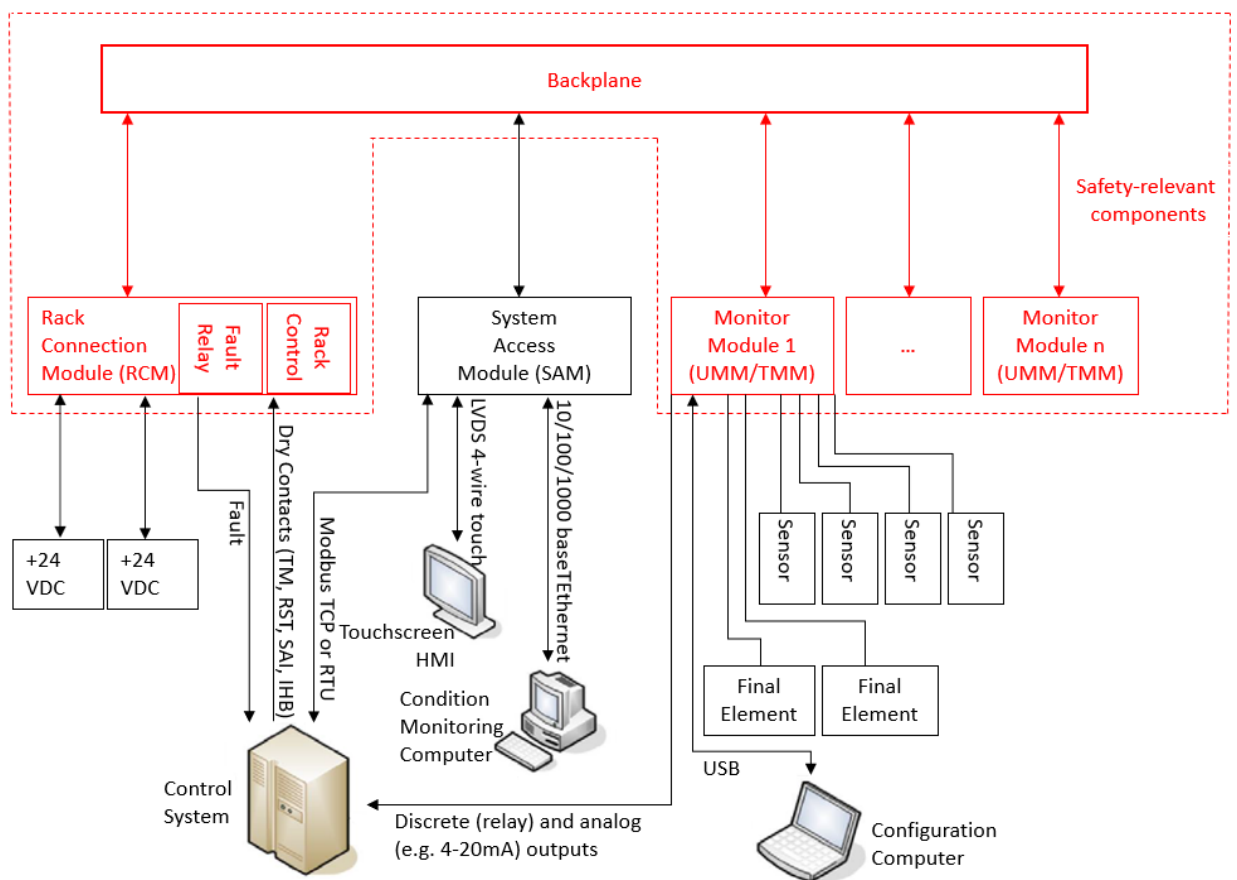 Backplane
Safety-relevant
components
Rack
Connection
Module (RCM)
Fault
Relay
Rack
Control
System
Access
Module (SAM)
Monitor
Module 1
(UMM/TMM)
...
Monitor
Module n
(UMM/TMM)
+24
VDC
+24
VDC
Fault
Dry Contacts (TM, RST, SAI, IHB)
Modbus TCP or RTU
LVDS 4-wire touch
10/100/1000 baseTEthernet
Touchscreen
HMI
Condition
Monitoring
Computer
Sensor
Sensor
Sensor
Sensor
Final
Element
Final
Element
USB
Control
System
Discrete (relay) and analog
(e.g. 4-20mA) outputs
Configuration
Computer